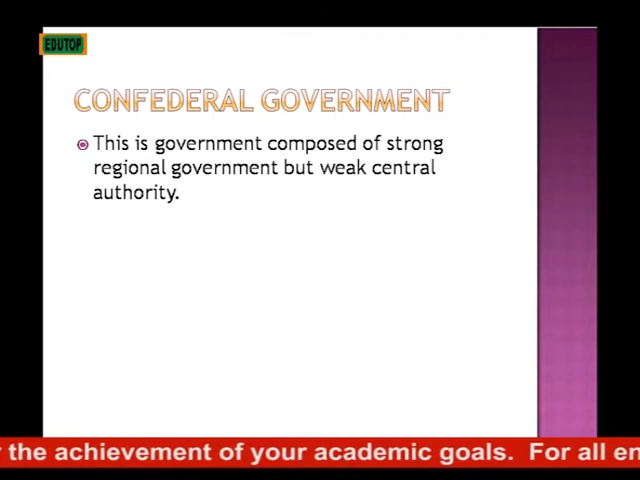 EDUTOP
CONFEDERAL GOVERNMENT
This is government composed of strong
regional government but weak central
authority.
the achievement of your academic goals. For all